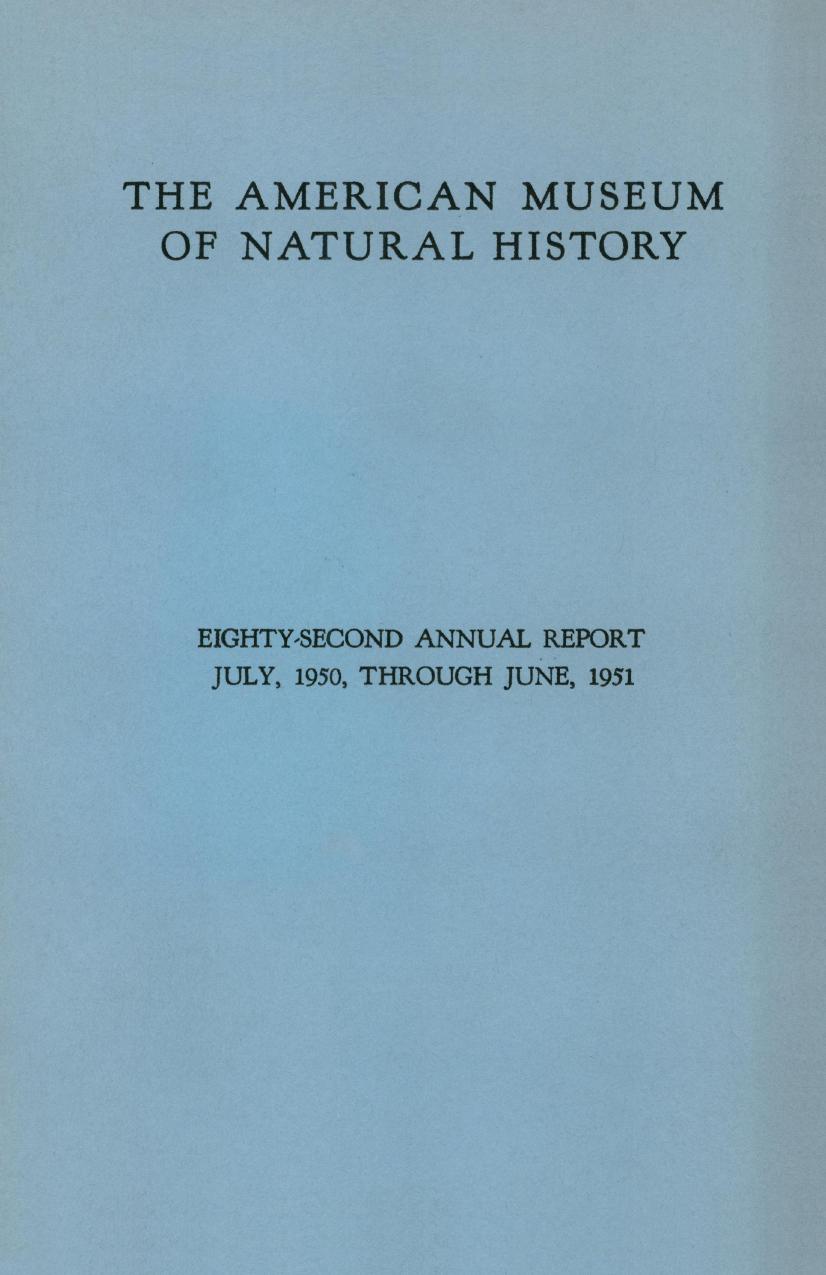 THE AMERICAN MUSEUM
OF NATURAL HISTORY
EIGHTY-SECOND ANNUAL REPORT
JULY, 1950, THROUGH JUNE, 1951